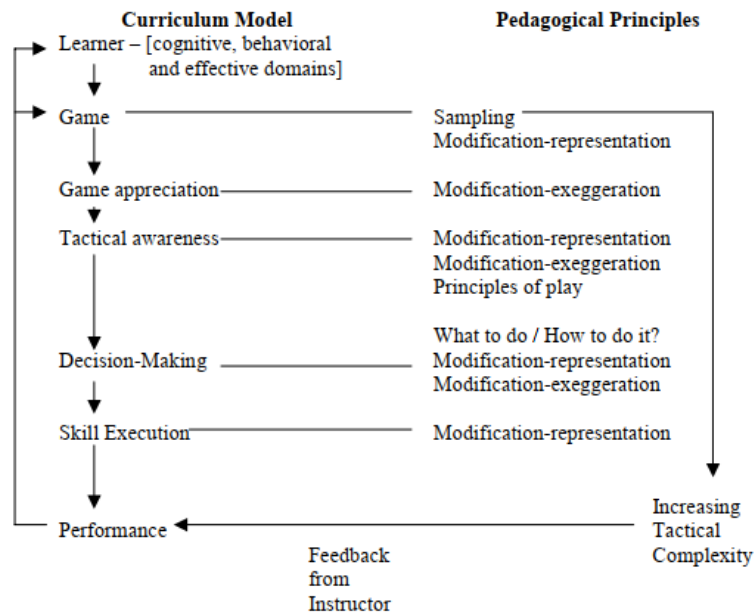 Curriculum Model
Pedagogical Principles
Learner – [cognitive, behavioral
and effective domains]
Game
Sampling
Modification-representation
Game appreciation
Modification-exeggeration
Tactical awareness
Modification-representation
Modification-exeggeration
Principles of play
What to do / How to do it?
Decision-Making
Modification-representation
Modification-exeggeration
Skill Execution
Modification-representation
Performance
Increasing
Tactical
Complexity
Feedback
from
Instructor